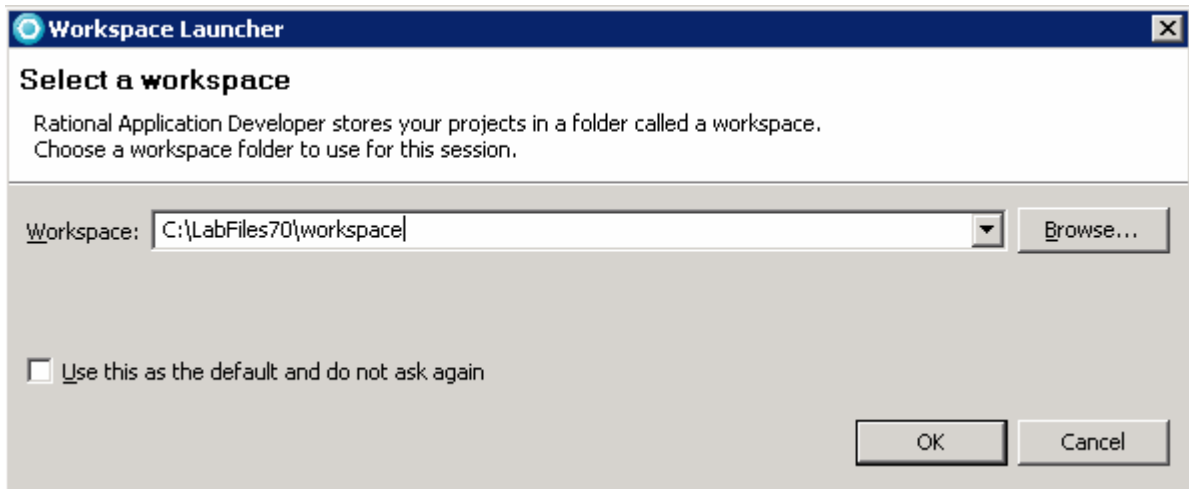 Workspace Launcher
Select a workspace
Rational Application Developer stores your projects in a folder called a workspace.
Choose a workspace folder to use for this session.
Workspace: C:\LabFiles70\workspace Browse...
Use this as the default and do not ask again
OK Cancel